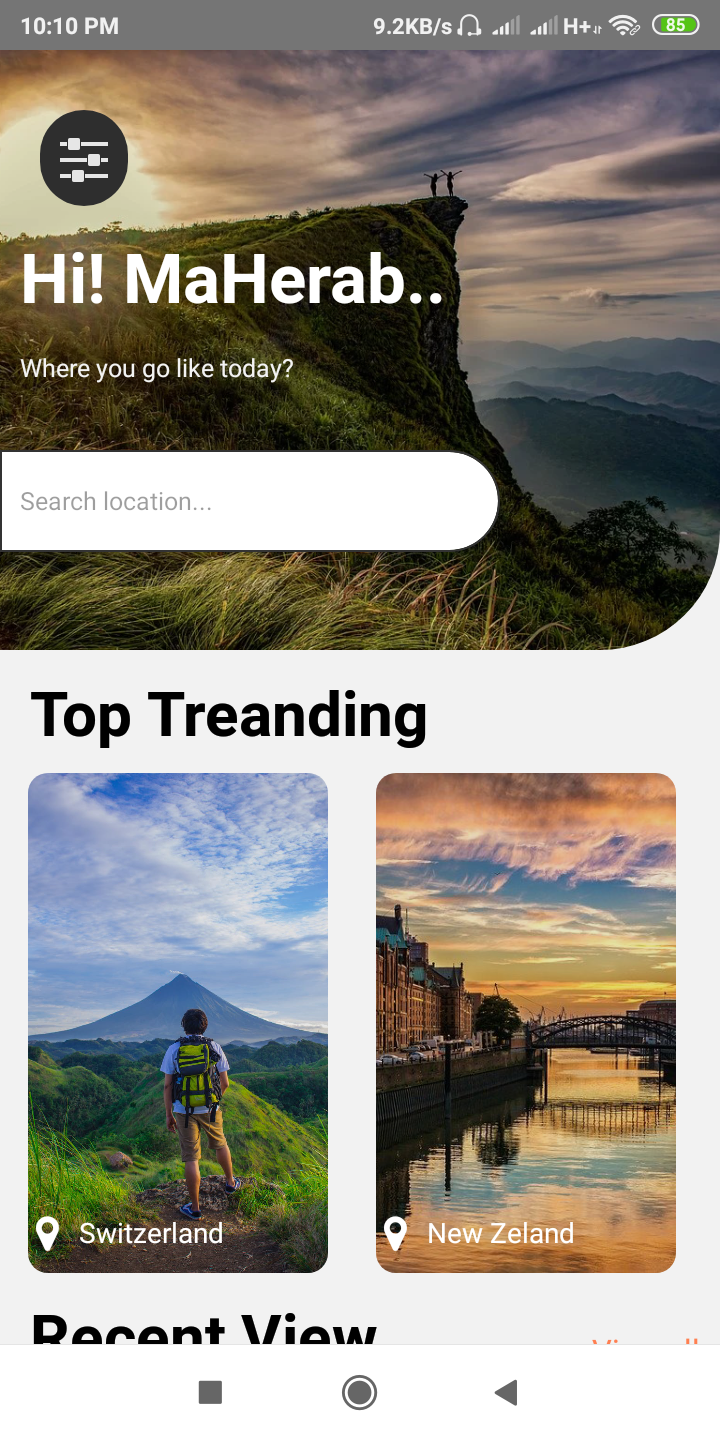 10:10 PM 9.2KB/s H+ 85
Hi! MaHerab..
Where you go like today?
Search location...
Top Treanding
Switzerland
New Zeland
Recent View